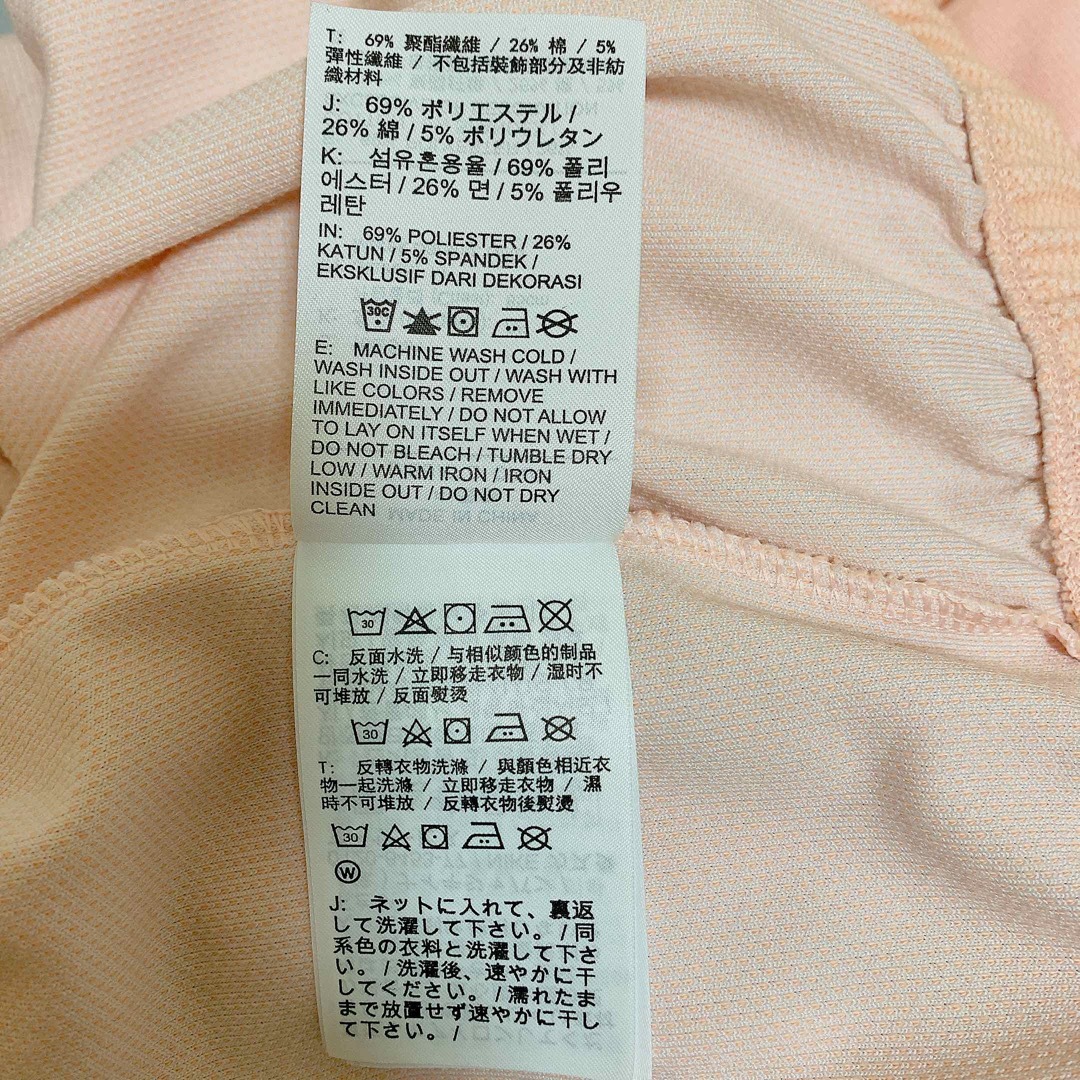 T: 69% 聚酯纖維 / 26% 棉 / 5%
彈性纖維 / 不包括裝飾部分及非紡
織材料
J: 69% ポリエステル /
26% 綿 / 5% ポリウレタン
K: 섬유혼용율 / 69% 폴리
에스터 / 26% 면 / 5% 폴리우
레탄
IN: 69% POLIESTER / 26%
KATUN / 5% SPANDEK /
EKSKLUSIF DARI DEKORASI
30C
E: MACHINE WASH COLD /
WASH INSIDE OUT / WASH WITH
LIKE COLORS / REMOVE
IMMEDIATELY / DO NOT ALLOW
TO LAY ON ITSELF WHEN WET /
DO NOT BLEACH / TUMBLE DRY
LOW / WARM IRON / IRON
INSIDE OUT / DO NOT DRY
CLEAN
MADE IN CHINA
30
C: 反面水洗 / 与相似颜色的制品
一同水洗 / 立即移走衣物 / 湿时不
可堆放 / 反面熨烫
30
T: 反轉衣物洗滌 / 與顏色相近衣
物一起洗滌 / 立即移走衣物 / 濕
時不可堆放 / 反轉衣物後熨燙
30
W
J: ネットに入れて、裏返
して洗濯して下さい。 / 同
系色の衣料と洗濯して下さ
い。 / 洗濯後、速やかに干
してください。 / 濡れたま
まで放置せず速やかに干し
て下さい。 /